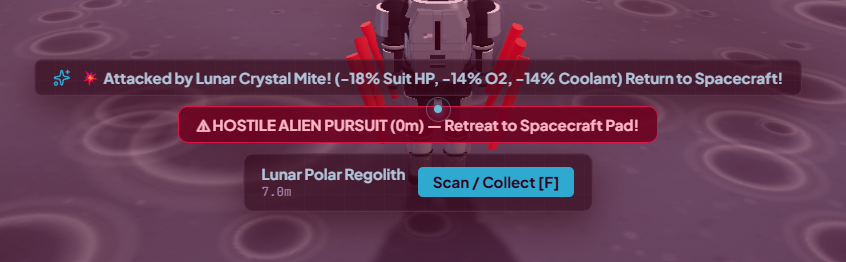 💥 Attacked by Lunar Crystal Mite! (-18% Suit HP, -14% O2, -14% Coolant) Return to Spacecraft!
⚠ HOSTILE ALIEN PURSUIT (0m) — Retreat to Spacecraft Pad!
Lunar Polar Regolith
7.0m
Scan / Collect [F]